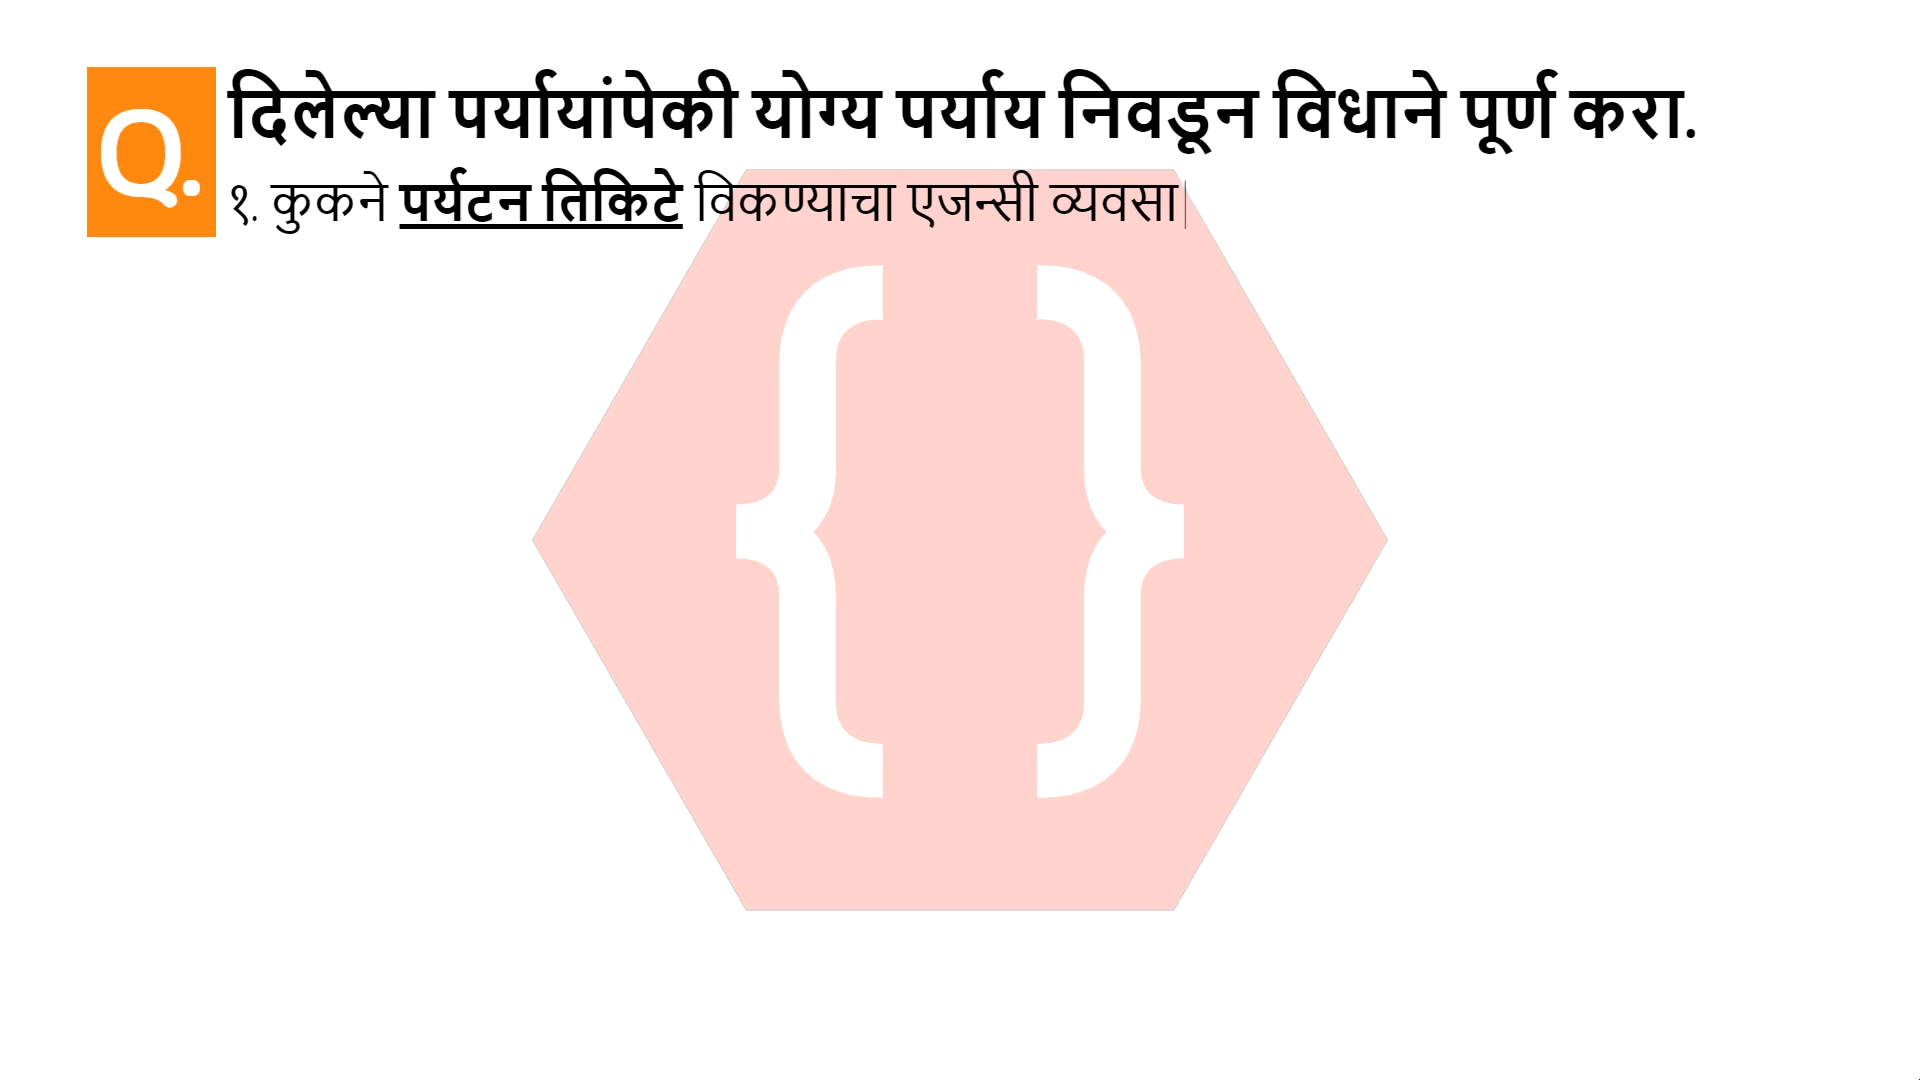 Q.
दिलेल्या पर्यायांपेकी योग्य पर्याय निवडून विधाने पूर्ण करा.
१. कुकने पर्यटन तिकिटे विकण्याचा एजन्सी व्यवसा